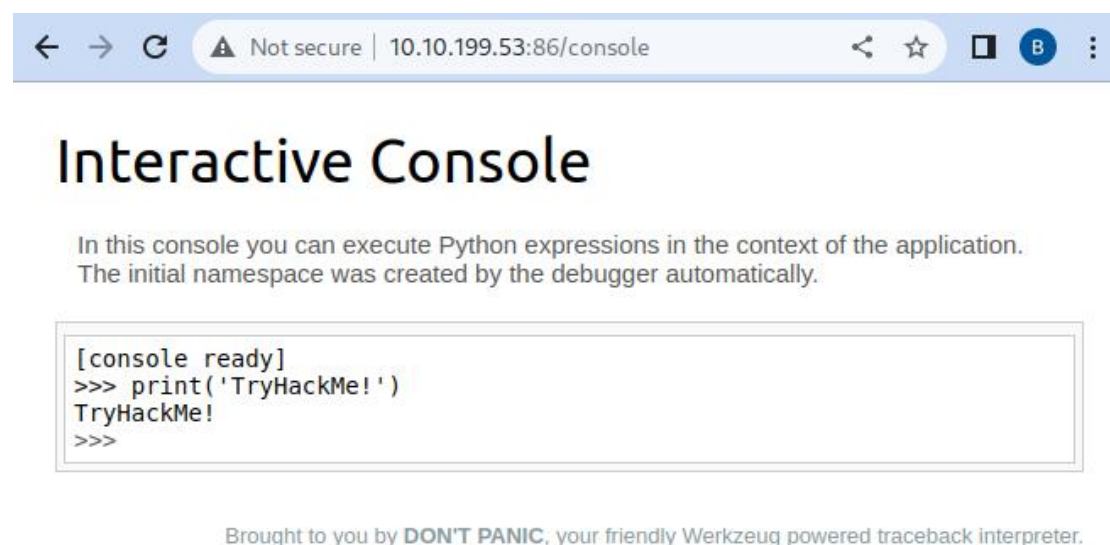 Not secure | 10.10.199.53:86/console B
Interactive Console
In this console you can execute Python expressions in the context of the application.
The initial namespace was created by the debugger automatically.
[console ready]
>>> print('TryHackMe!')
TryHackMe!
>>>
Brought to you by DON'T PANIC, your friendly Werkzeug powered traceback interpreter.